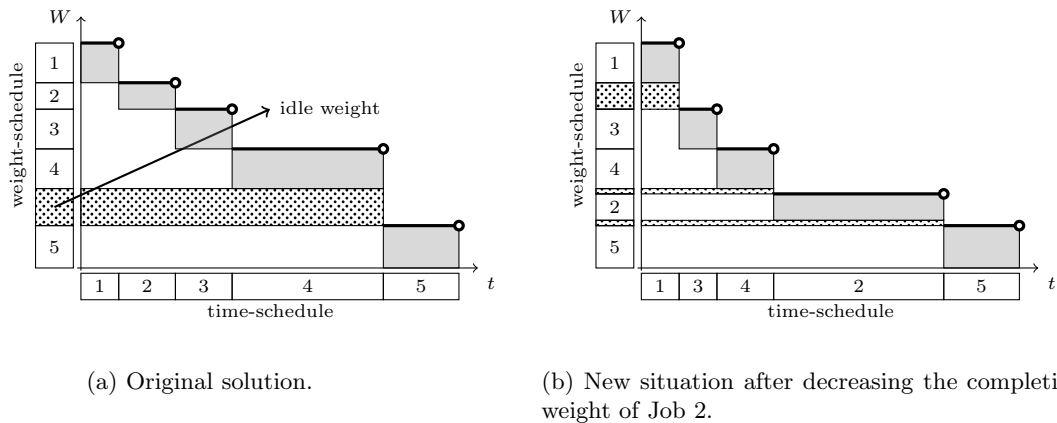 W
weight-schedule
1
2
3
4
5
idle weight
1 2 3 4 5
t
time-schedule
(a) Original solution.
W
weight-schedule
1
3
4
2
5
1 3 4 2 5
t
time-schedule
(b) New situation after decreasing the completi
weight of Job 2.